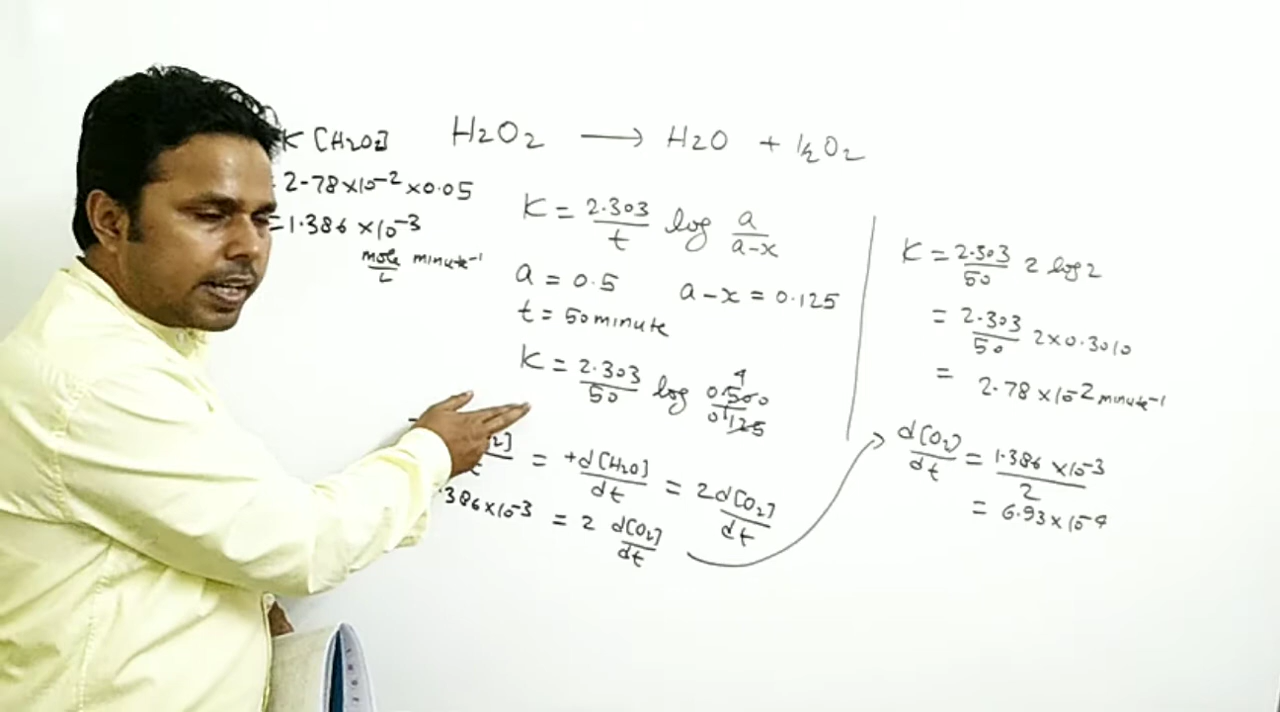 H2O2 ⟶ H2O + ½O2
K [H2O2]
= 2.78×10-2 ×0.05
= 1.386 ×10-3
mole/L minute-1
K = 2.303/t log a/a-x
a = 0.5 a-x = 0.125
t = 50 minute
K = 2.303/50 log 0.500/0.125 4
2]/t = +d[H2O]/dt = 2d[O2]/dt
.386×10-3 = 2 d[O2]/dt
K = 2.303/50 2 log 2
= 2.303/50 2×0.3010
= 2.78 ×10-2 minute-1
d[O2]/dt = 1.386 ×10-3/2
= 6.93×10-4